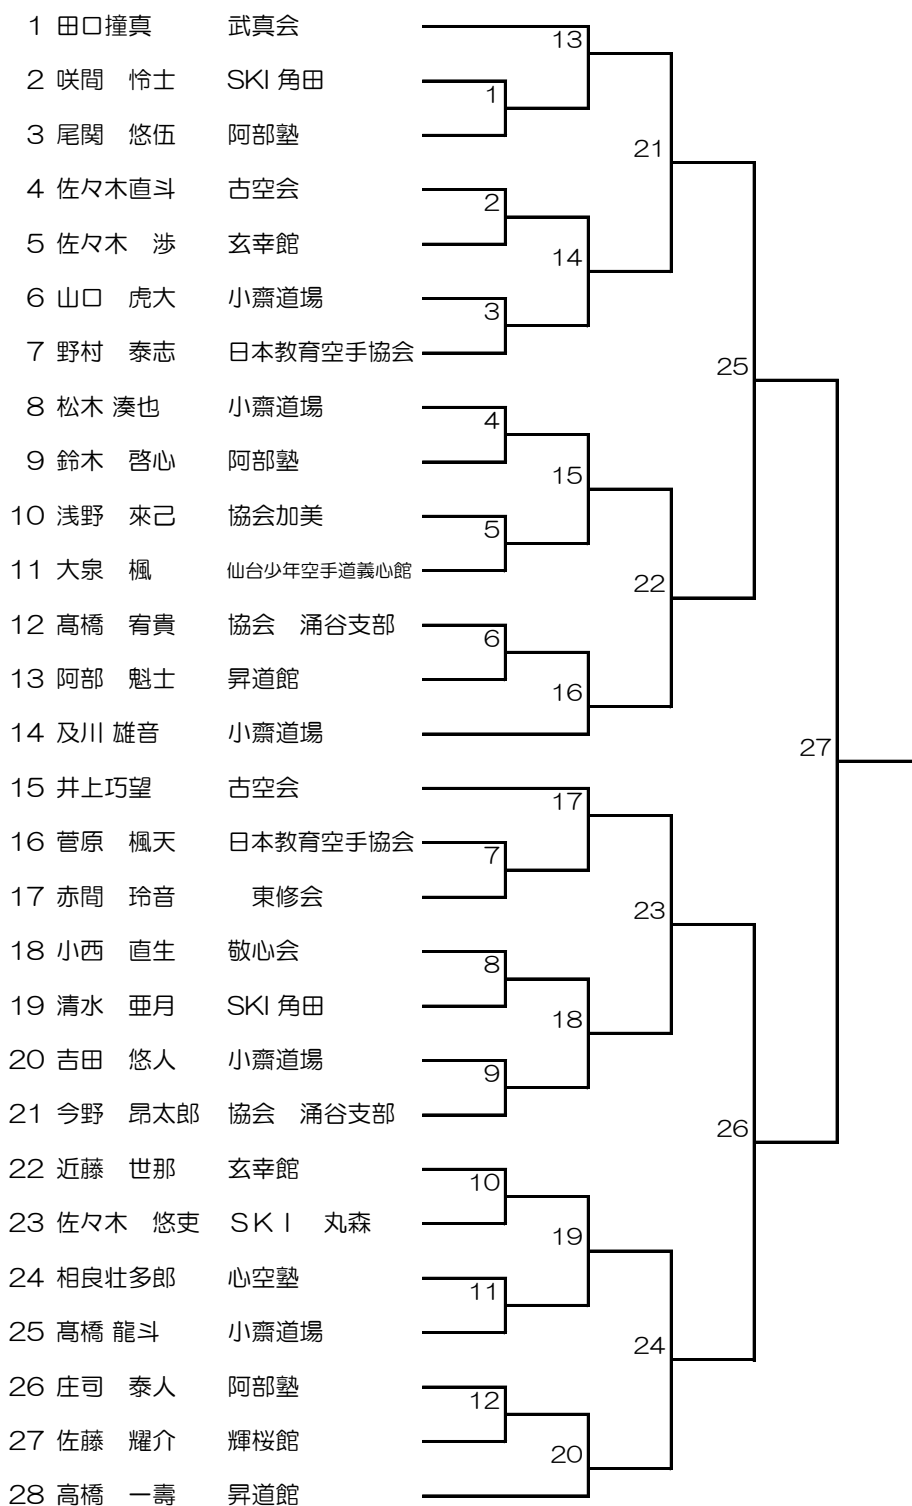 1 田口撞真 武真会
13
2 咲間 怜士 SKI 角田
1
3 尾関 悠伍 阿部塾
21
4 佐々木直斗 古空会
2
5 佐々木 渉 玄幸館
14
6 山口 虎大 小齋道場
3
7 野村 泰志 日本教育空手協会
25
8 松木 湊也 小齋道場
4
9 鈴木 啓心 阿部塾
15
10 浅野 來己 協会加美
5
11 大泉 楓 仙台少年空手道義心館
22
12 髙橋 宥貴 協会 涌谷支部
6
13 阿部 魁士 昇道館
16
14 及川 雄音 小齋道場
27
15 井上巧望 古空会
17
16 菅原 楓天 日本教育空手協会
7
17 赤間 玲音 東修会
23
18 小西 直生 敬心会
8
19 清水 亜月 SKI 角田
18
20 吉田 悠人 小齋道場
9
21 今野 昂太郎 協会 涌谷支部
26
22 近藤 世那 玄幸館
10
23 佐々木 悠吏 ＳＫＩ 丸森
19
24 相良壮多郎 心空塾
11
25 髙橋 龍斗 小齋道場
24
26 庄司 泰人 阿部塾
12
27 佐藤 耀介 輝桜館
20
28 高橋 一壽 昇道館